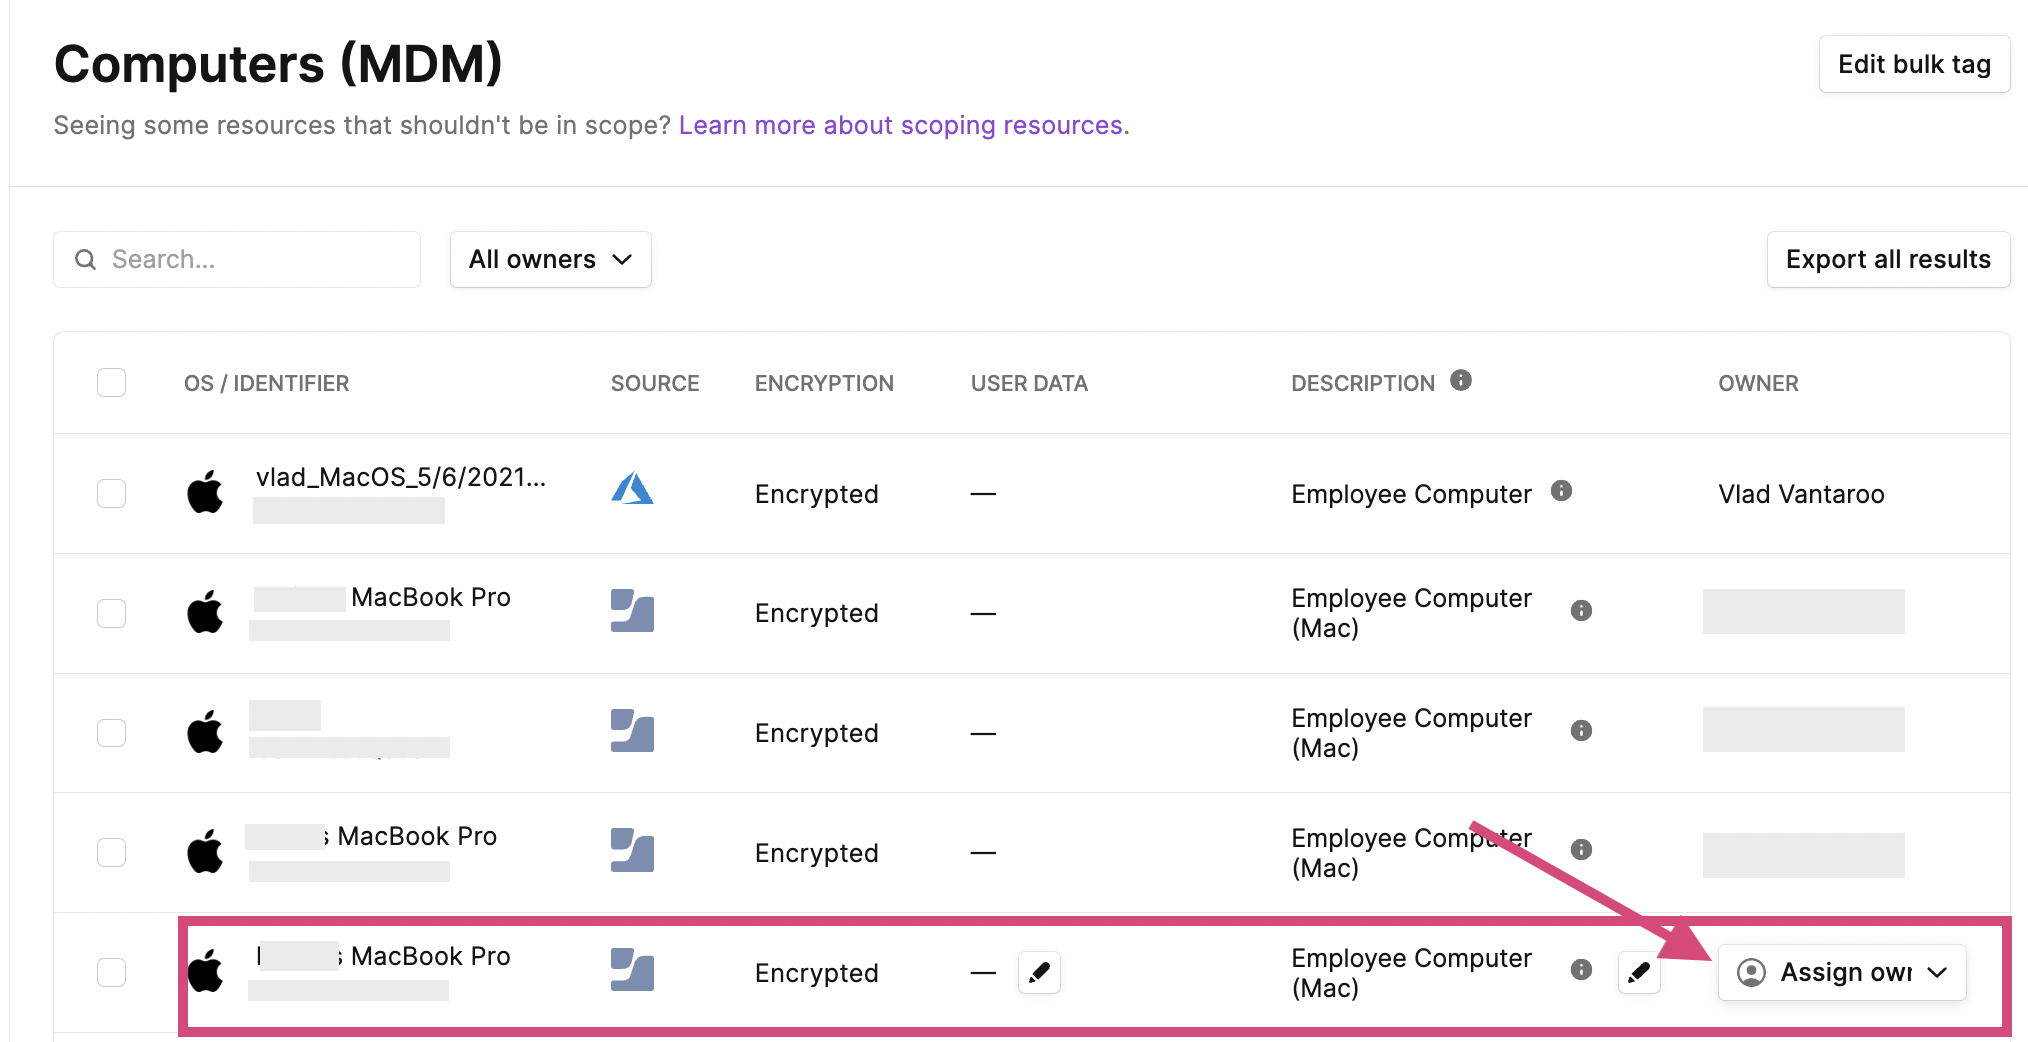 Computers (MDM)
Edit bulk tag
Seeing some resources that shouldn't be in scope? Learn more about scoping resources.
Search...
All owners
Export all results
OS / IDENTIFIER SOURCE ENCRYPTION USER DATA DESCRIPTION OWNER
vlad_MacOS_5/6/2021...
Encrypted — Employee Computer Vlad Vantaroo
MacBook Pro
Encrypted — Employee Computer
(Mac)
Encrypted — Employee Computer
(Mac)
s MacBook Pro
Encrypted — Employee Computer
(Mac)
s MacBook Pro
Encrypted — Employee Computer
(Mac)
Assign owr